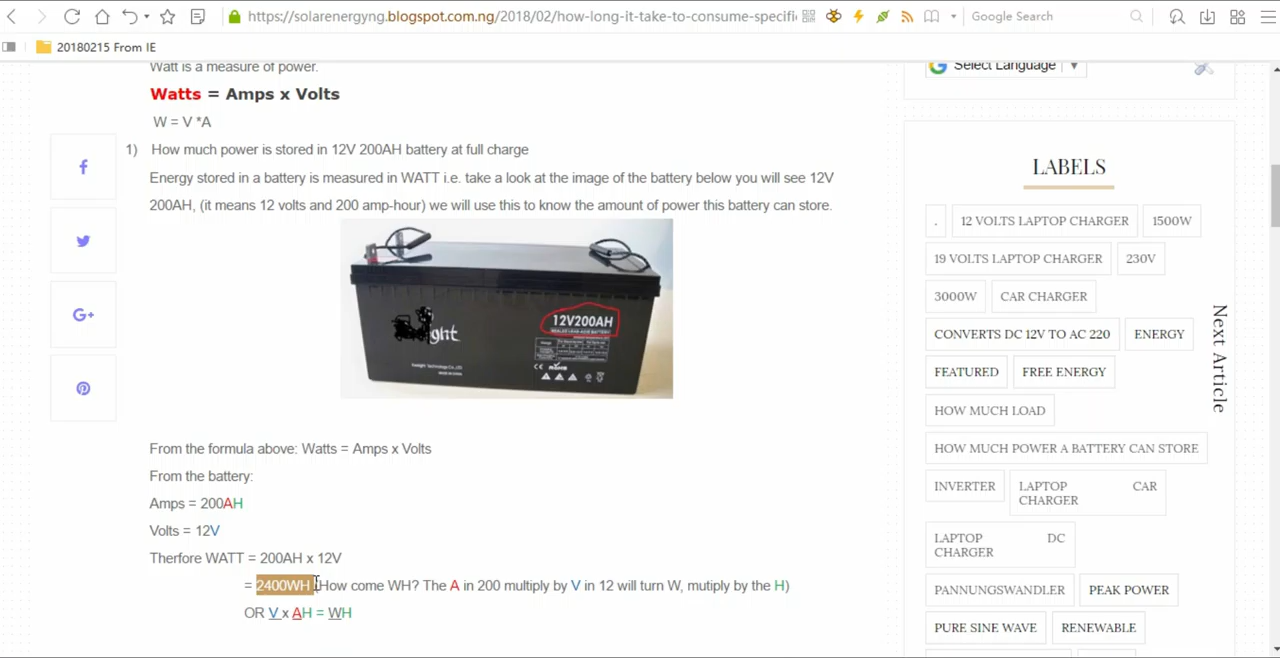 https://solarenergyng.blogspot.com.ng/2018/02/how-long-it-take-to-consume-specifi
Google Search
20180215 From IE
Watt is a measure of power.
Watts = Amps x Volts
W = V *A
1) How much power is stored in 12V 200AH battery at full charge
Energy stored in a battery is measured in WATT i.e. take a look at the image of the battery below you will see 12V
200AH, (it means 12 volts and 200 amp-hour) we will use this to know the amount of power this battery can store.
ght
12V200AH
From the formula above: Watts = Amps x Volts
From the battery:
Amps = 200AH
Volts = 12V
Therfore WATT = 200AH x 12V
= 2400WH (How come WH? The A in 200 multiply by V in 12 will turn W, mutiply by the H)
OR V x AH = WH
Select Language
LABELS
.
12 VOLTS LAPTOP CHARGER
1500W
19 VOLTS LAPTOP CHARGER
230V
3000W
CAR CHARGER
CONVERTS DC 12V TO AC 220
ENERGY
FEATURED
FREE ENERGY
HOW MUCH LOAD
HOW MUCH POWER A BATTERY CAN STORE
INVERTER
LAPTOP CAR
CHARGER
LAPTOP DC
CHARGER
PANNUNGSWANDLER
PEAK POWER
PURE SINE WAVE
RENEWABLE
Next Article